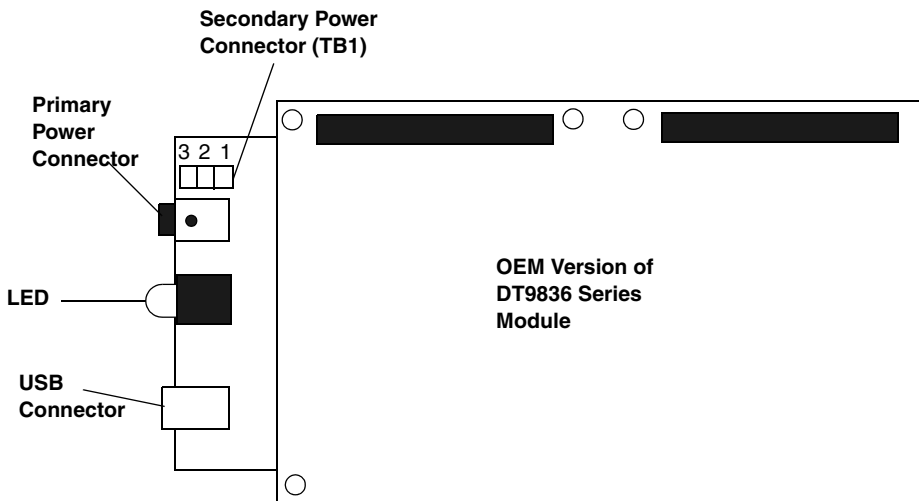 Secondary Power
Connector (TB1)
Primary
Power
Connector
3 2 1
OEM Version of
DT9836 Series
Module
LED
USB
Connector